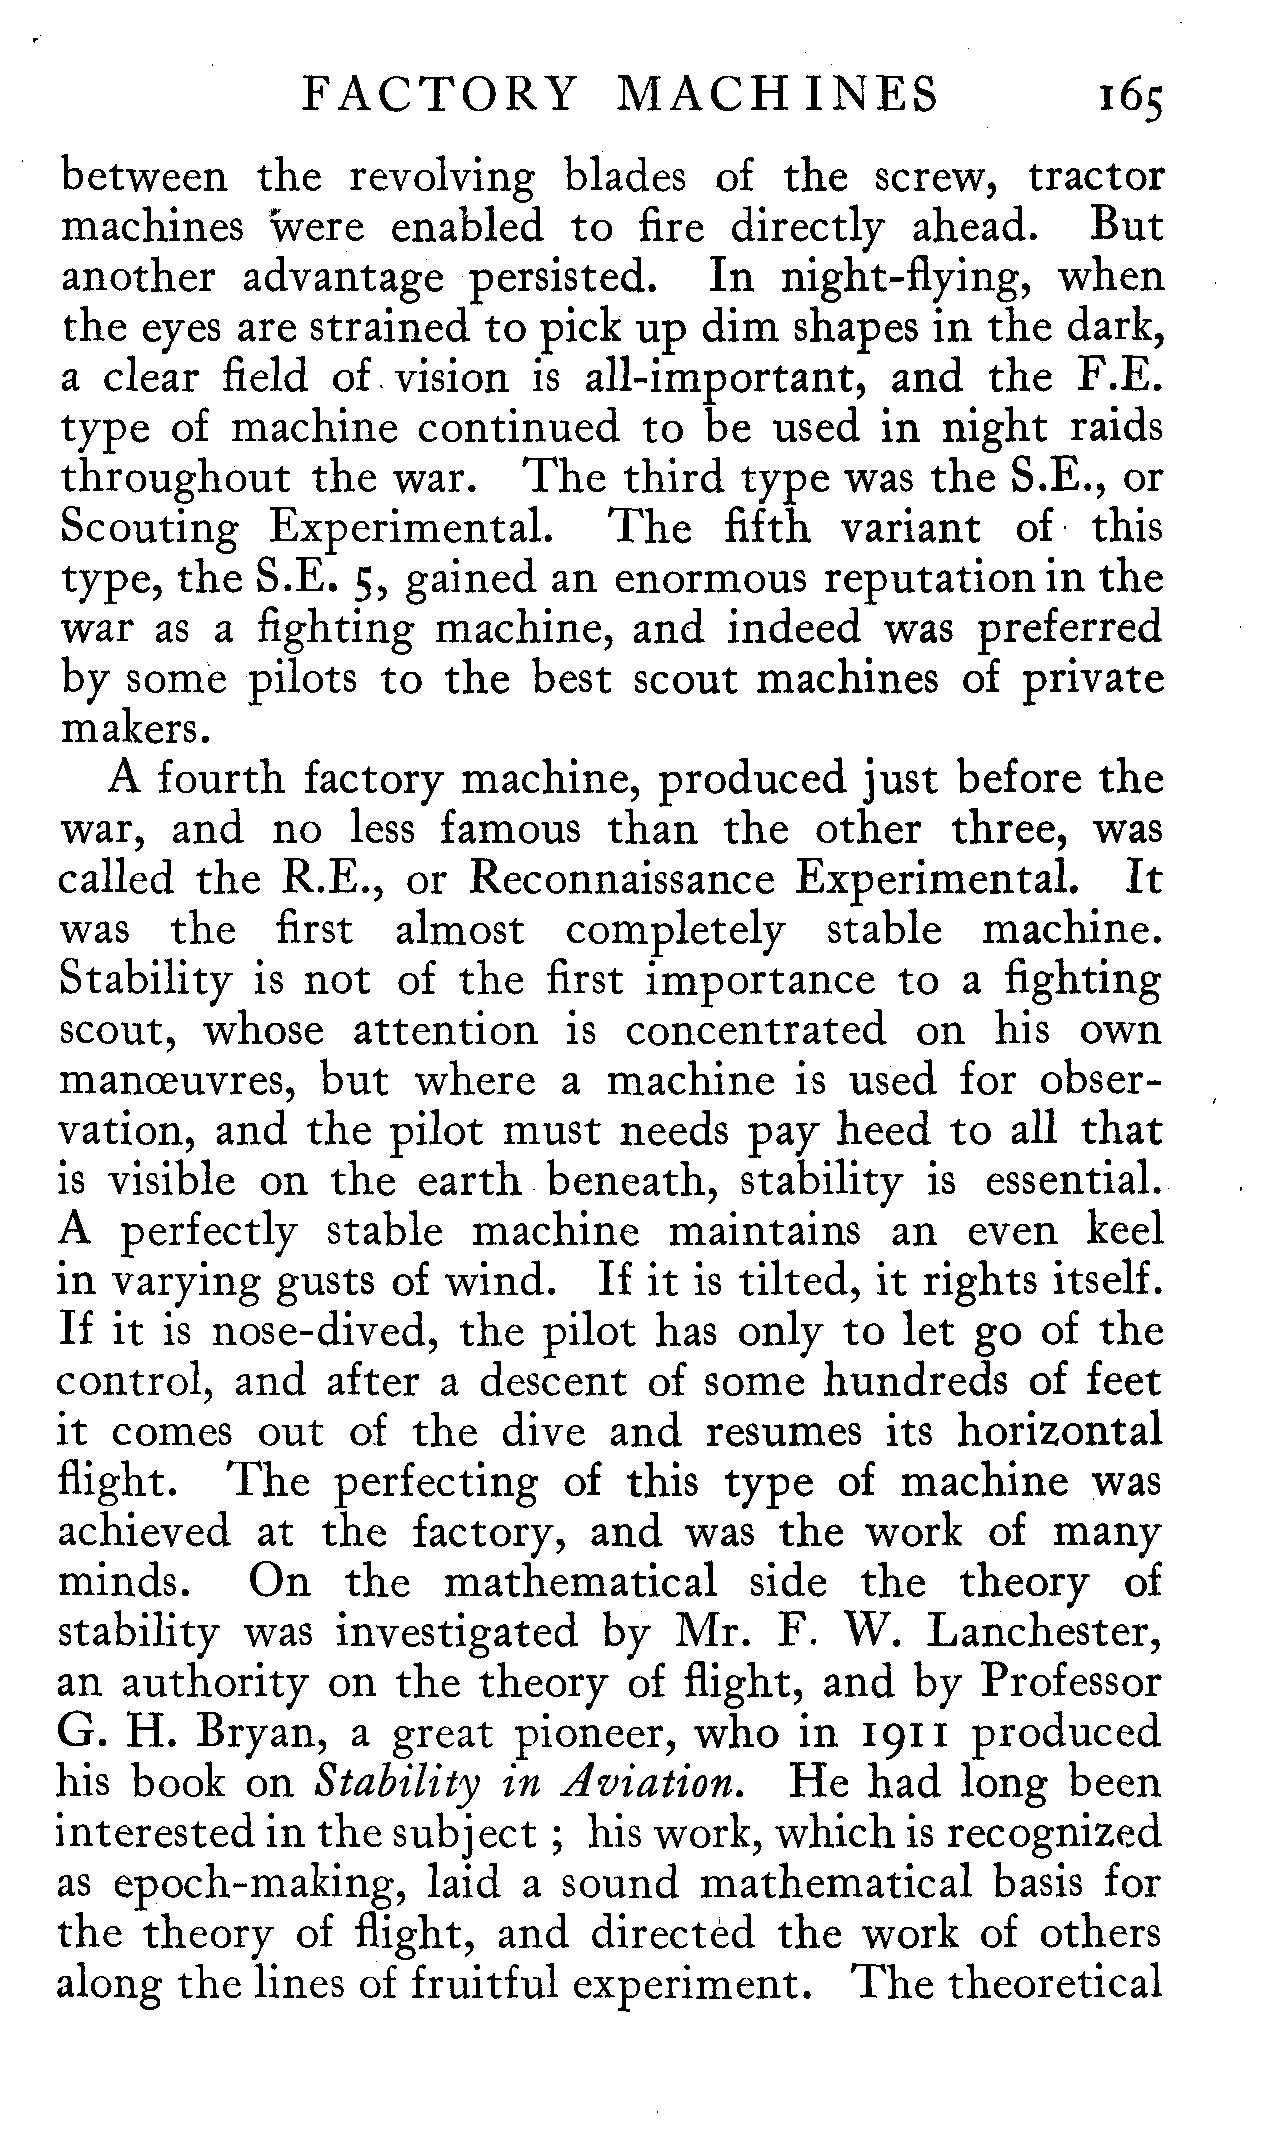 FACTORY MACHINES 165
between the revolving blades of the screw, tractor
machines were enabled to fire directly ahead. But
another advantage persisted. In night-flying, when
the eyes are strained to pick up dim shapes in the dark,
a clear field of vision is all-important, and the F.E.
type of machine continued to be used in night raids
throughout the war. The third type was the S.E., or
Scouting Experimental. The fifth variant of this
type, the S.E. 5, gained an enormous reputation in the
war as a fighting machine, and indeed was preferred
by some pilots to the best scout machines of private
makers.
A fourth factory machine, produced just before the
war, and no less famous than the other three, was
called the R.E., or Reconnaissance Experimental. It
was the first almost completely stable machine.
Stability is not of the first importance to a fighting
scout, whose attention is concentrated on his own
manœuvres, but where a machine is used for obser-
vation, and the pilot must needs pay heed to all that
is visible on the earth beneath, stability is essential.
A perfectly stable machine maintains an even keel
in varying gusts of wind. If it is tilted, it rights itself.
If it is nose-dived, the pilot has only to let go of the
control, and after a descent of some hundreds of feet
it comes out of the dive and resumes its horizontal
flight. The perfecting of this type of machine was
achieved at the factory, and was the work of many
minds. On the mathematical side the theory of
stability was investigated by Mr. F. W. Lanchester,
an authority on the theory of flight, and by Professor
G. H. Bryan, a great pioneer, who in 1911 produced
his book on Stability in Aviation. He had long been
interested in the subject ; his work, which is recognized
as epoch-making, laid a sound mathematical basis for
the theory of flight, and directed the work of others
along the lines of fruitful experiment. The theoretical